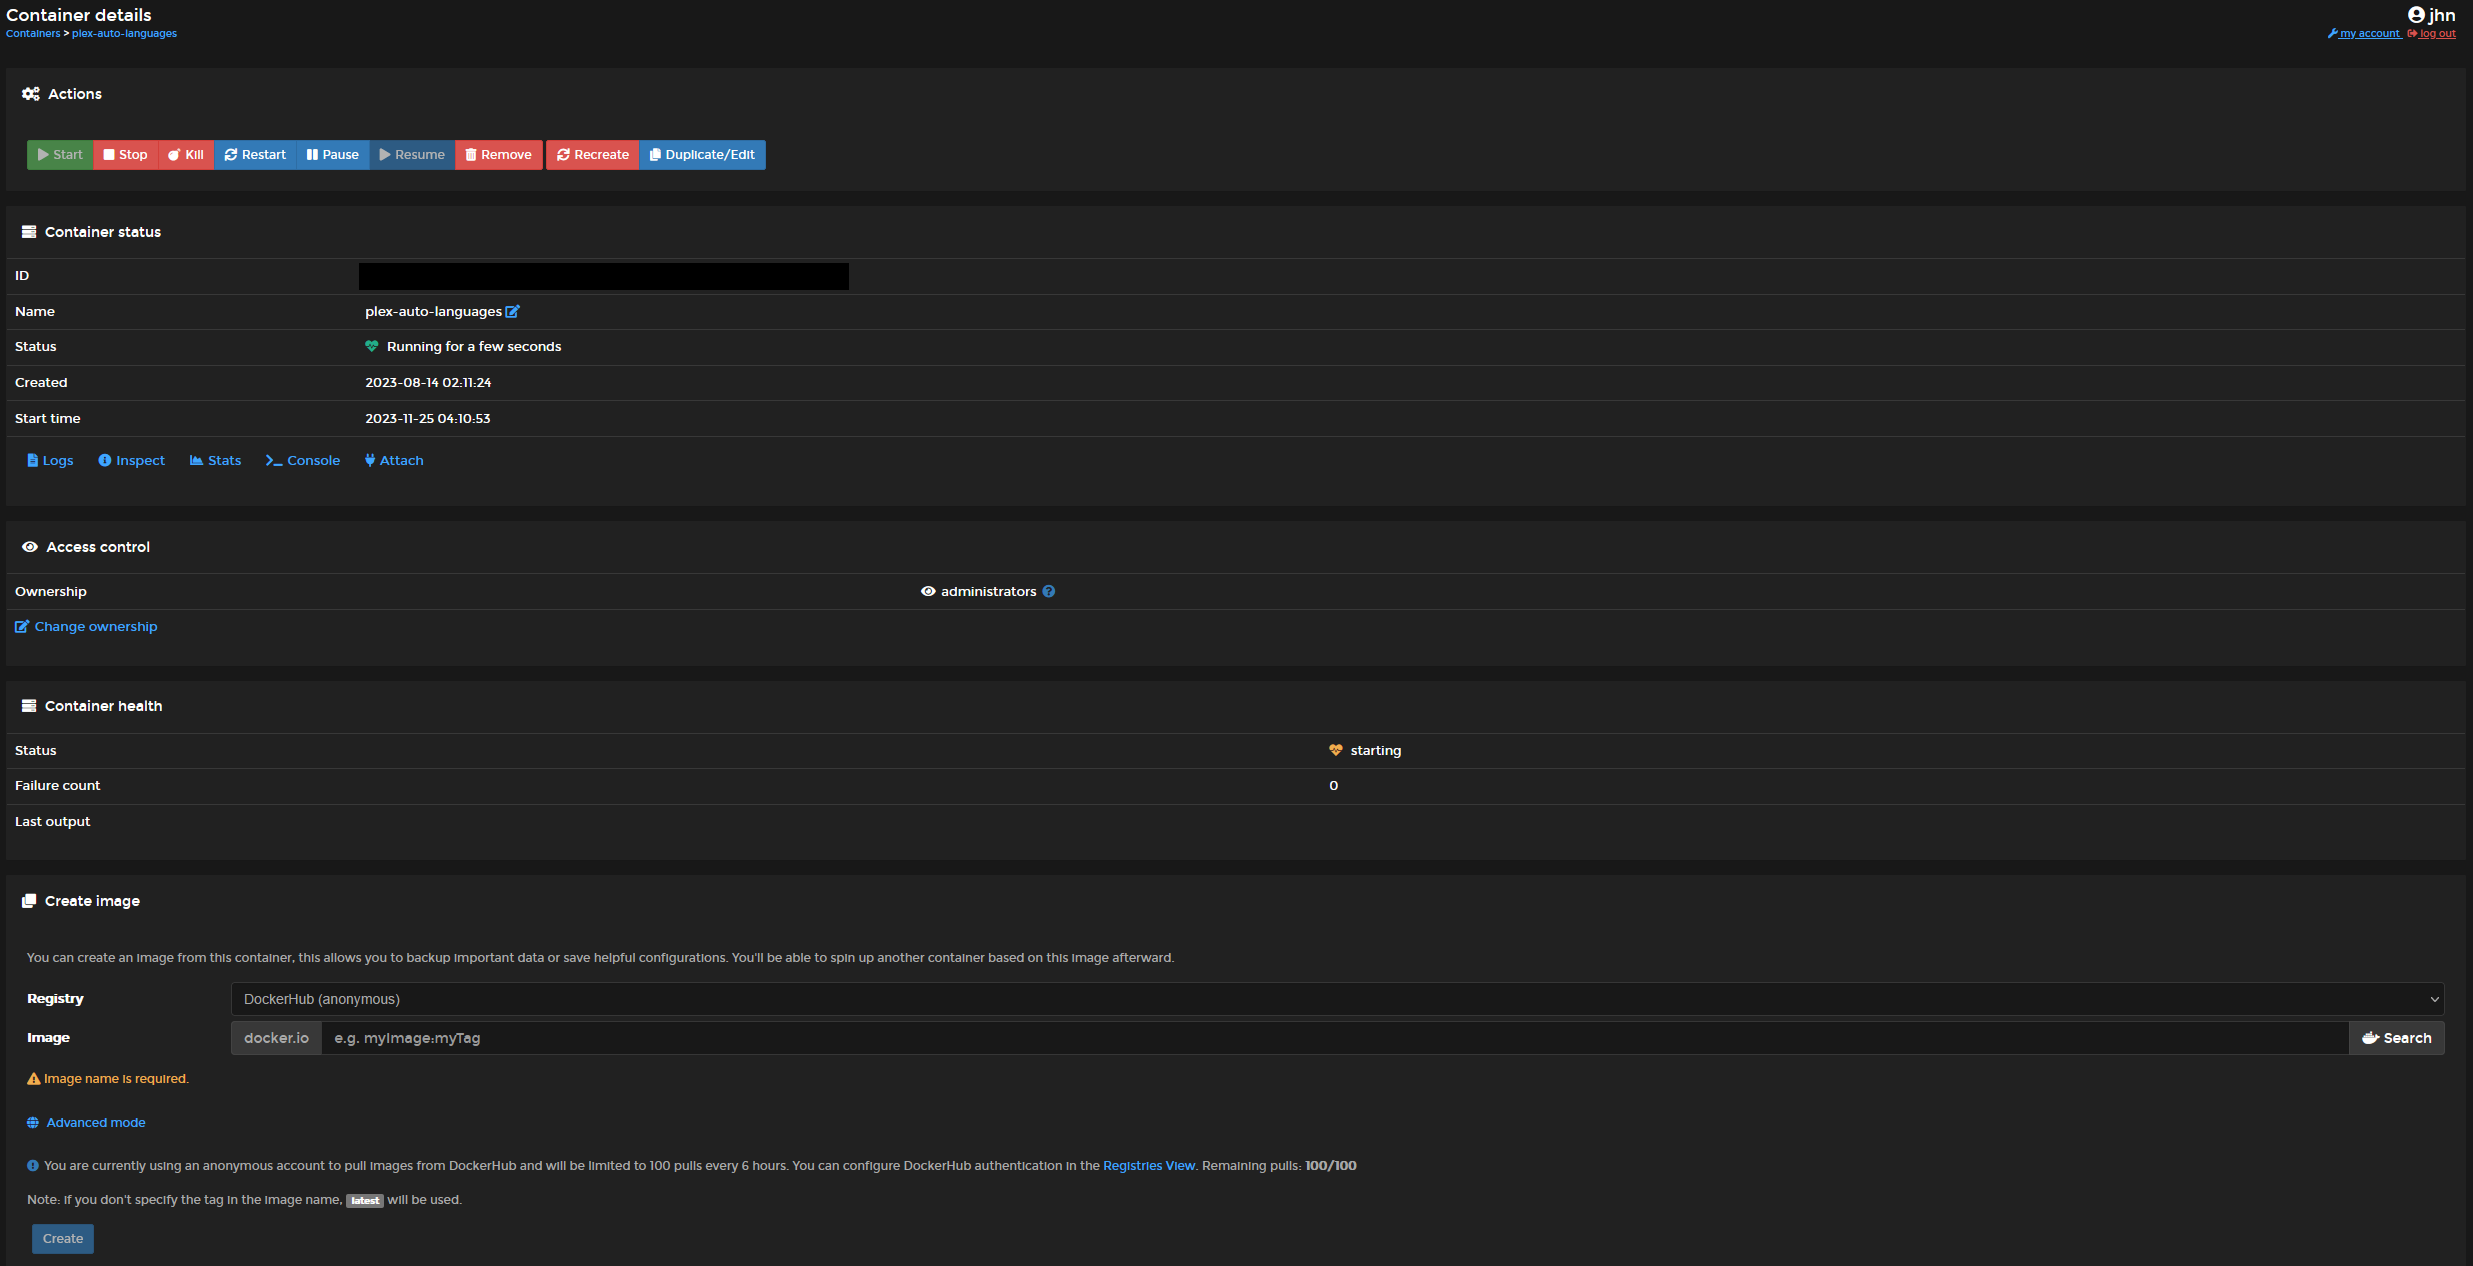 Container details
jhn
Containers > plex-auto-languages
my account log out
Actions
Start Stop Kill Restart Pause Resume Remove Recreate Duplicate/Edit
Container status
ID
Name plex-auto-languages
Status Running for a few seconds
Created 2023-08-14 02:11:24
Start time 2023-11-25 04:10:53
Logs Inspect Stats Console Attach
Access control
Ownership administrators
Change ownership
Container health
Status starting
Failure count 0
Last output
Create image
You can create an image from this container, this allows you to backup important data or save helpful configurations. You'll be able to spin up another container based on this image afterward.
Registry DockerHub (anonymous)
Image docker.io e.g. myImage:myTag Search
Image name is required.
Advanced mode
You are currently using an anonymous account to pull images from DockerHub and will be limited to 100 pulls every 6 hours. You can configure DockerHub authentication in the Registries View. Remaining pulls: 100/100
Note: if you don't specify the tag in the image name, latest will be used.
Create